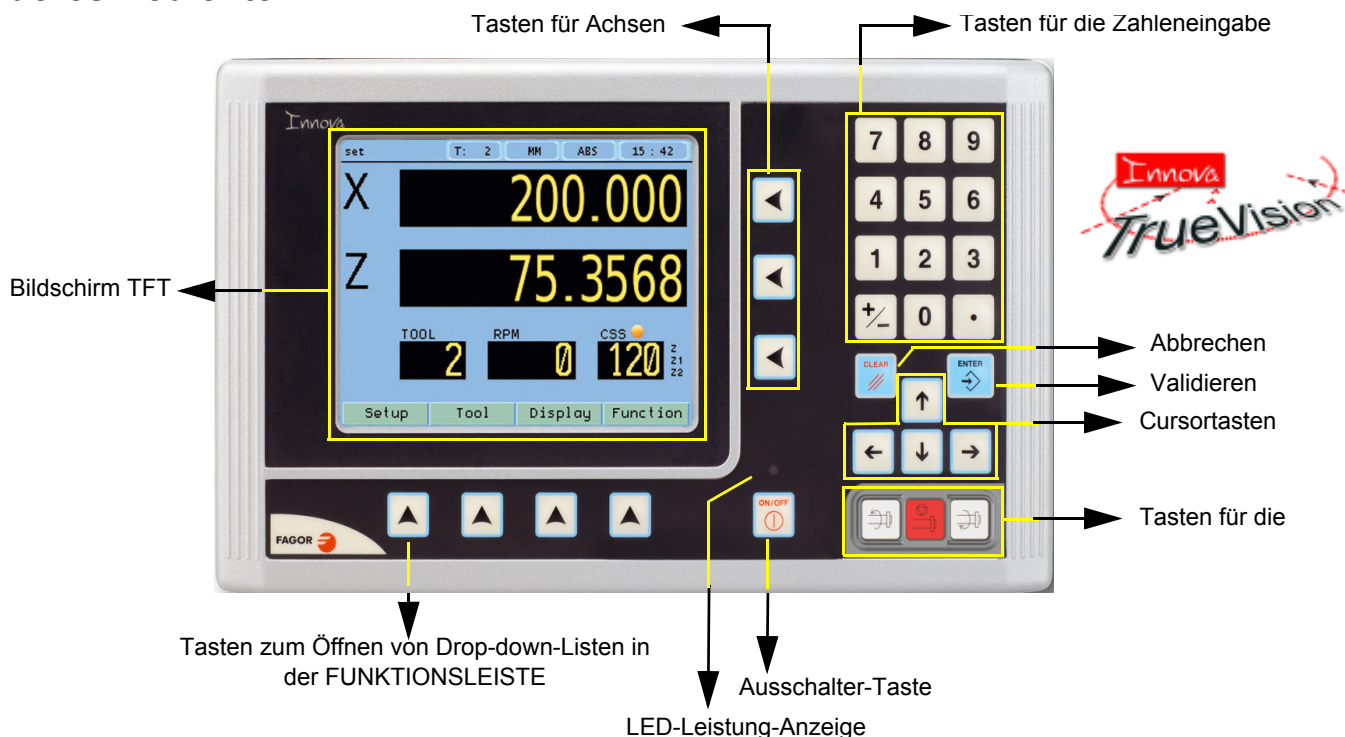 Tasten für Achsen
Tasten für die Zahleneingabe
Innova
set T: 2 MM ABS 15 : 42
X 200.000
Z 75.3568
TOOL RPM CSS
2 0 120
Z
Z1
Z2
Setup Tool Display Function
7 8 9
4 5 6
1 2 3
+/- 0 .
CLEAR
ENTER
ON/OFF
FAGOR
Innova
TrueVision
Bildschirm TFT
Abbrechen
Validieren
Cursortasten
Tasten für die
Tasten zum Öffnen von Drop-down-Listen in
der FUNKTIONSLEISTE
Ausschalter-Taste
LED-Leistung-Anzeige